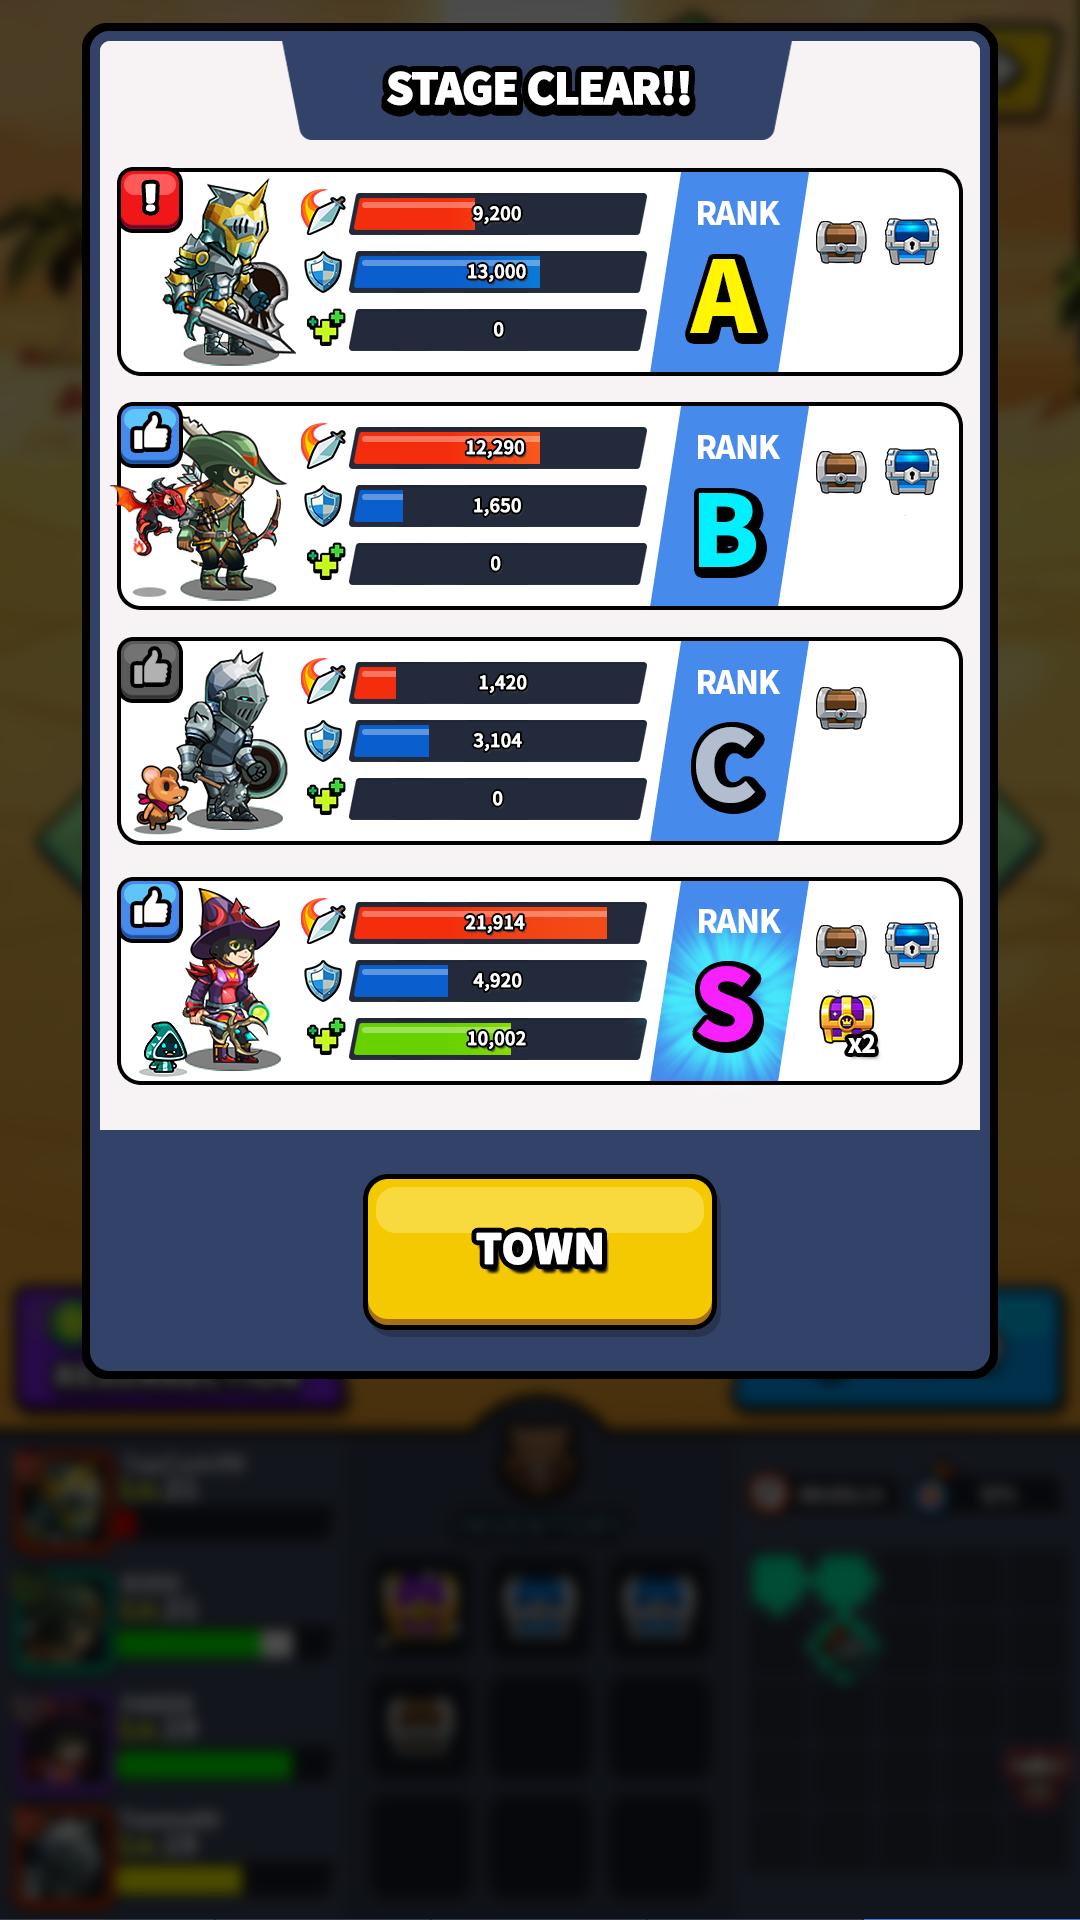 STAGE CLEAR!!
9,200
13,000
0
RANK
A
12,290
1,650
0
RANK
B
1,420
3,104
0
RANK
C
21,914
4,920
10,002
RANK
S
x2
TOWN